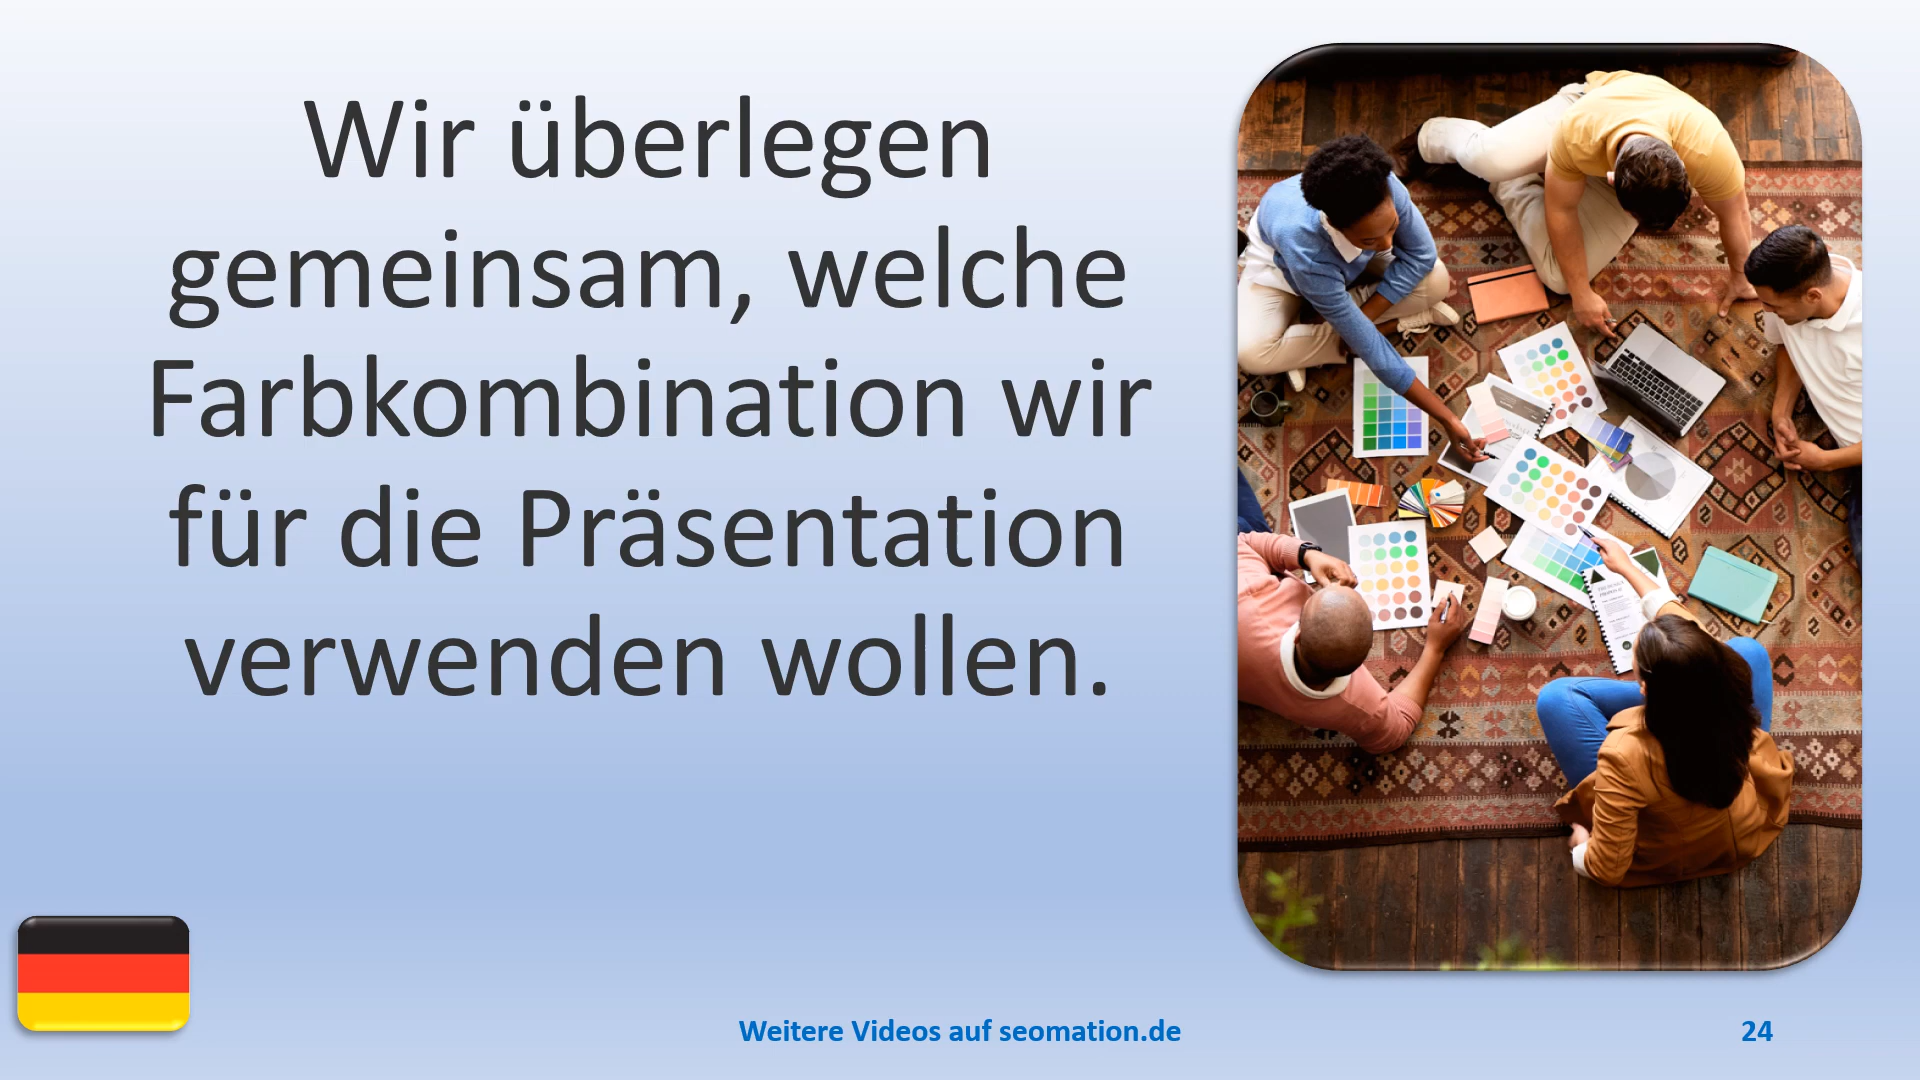 Wir überlegen
gemeinsam, welche
Farbkombination wir
für die Präsentation
verwenden wollen.
Weitere Videos auf seomation.de
24